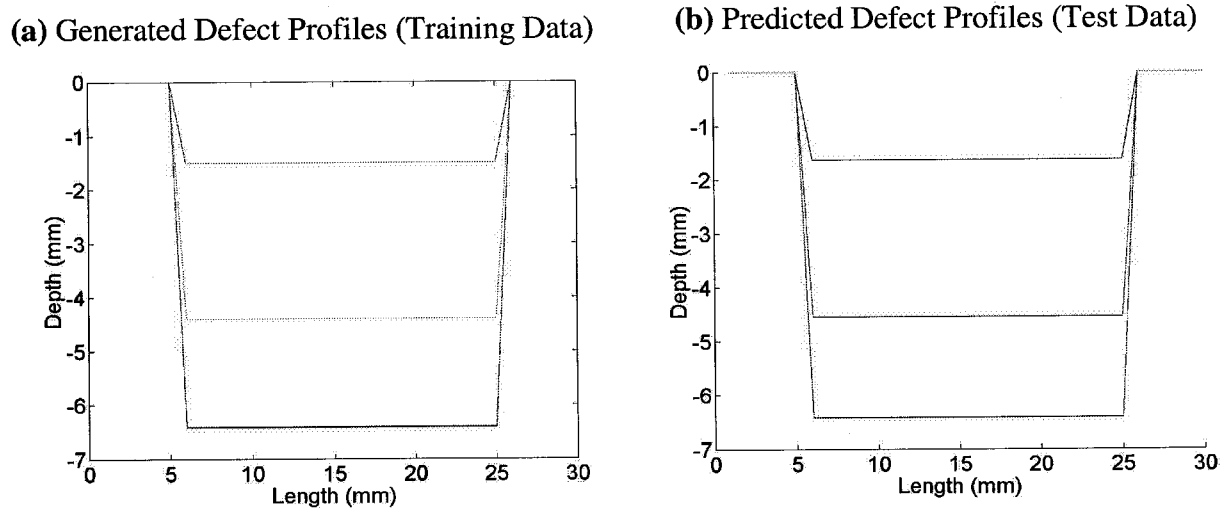 (a) Generated Defect Profiles (Training Data)
(b) Predicted Defect Profiles (Test Data)
0
-1
-2
-3
-4
-5
-6
-7
Depth (mm)
0 5 10 15 20 25 30
Length (mm)
0
-1
-2
-3
-4
-5
-6
-7
Depth (mm)
0 5 10 15 20 25 30
Length (mm)